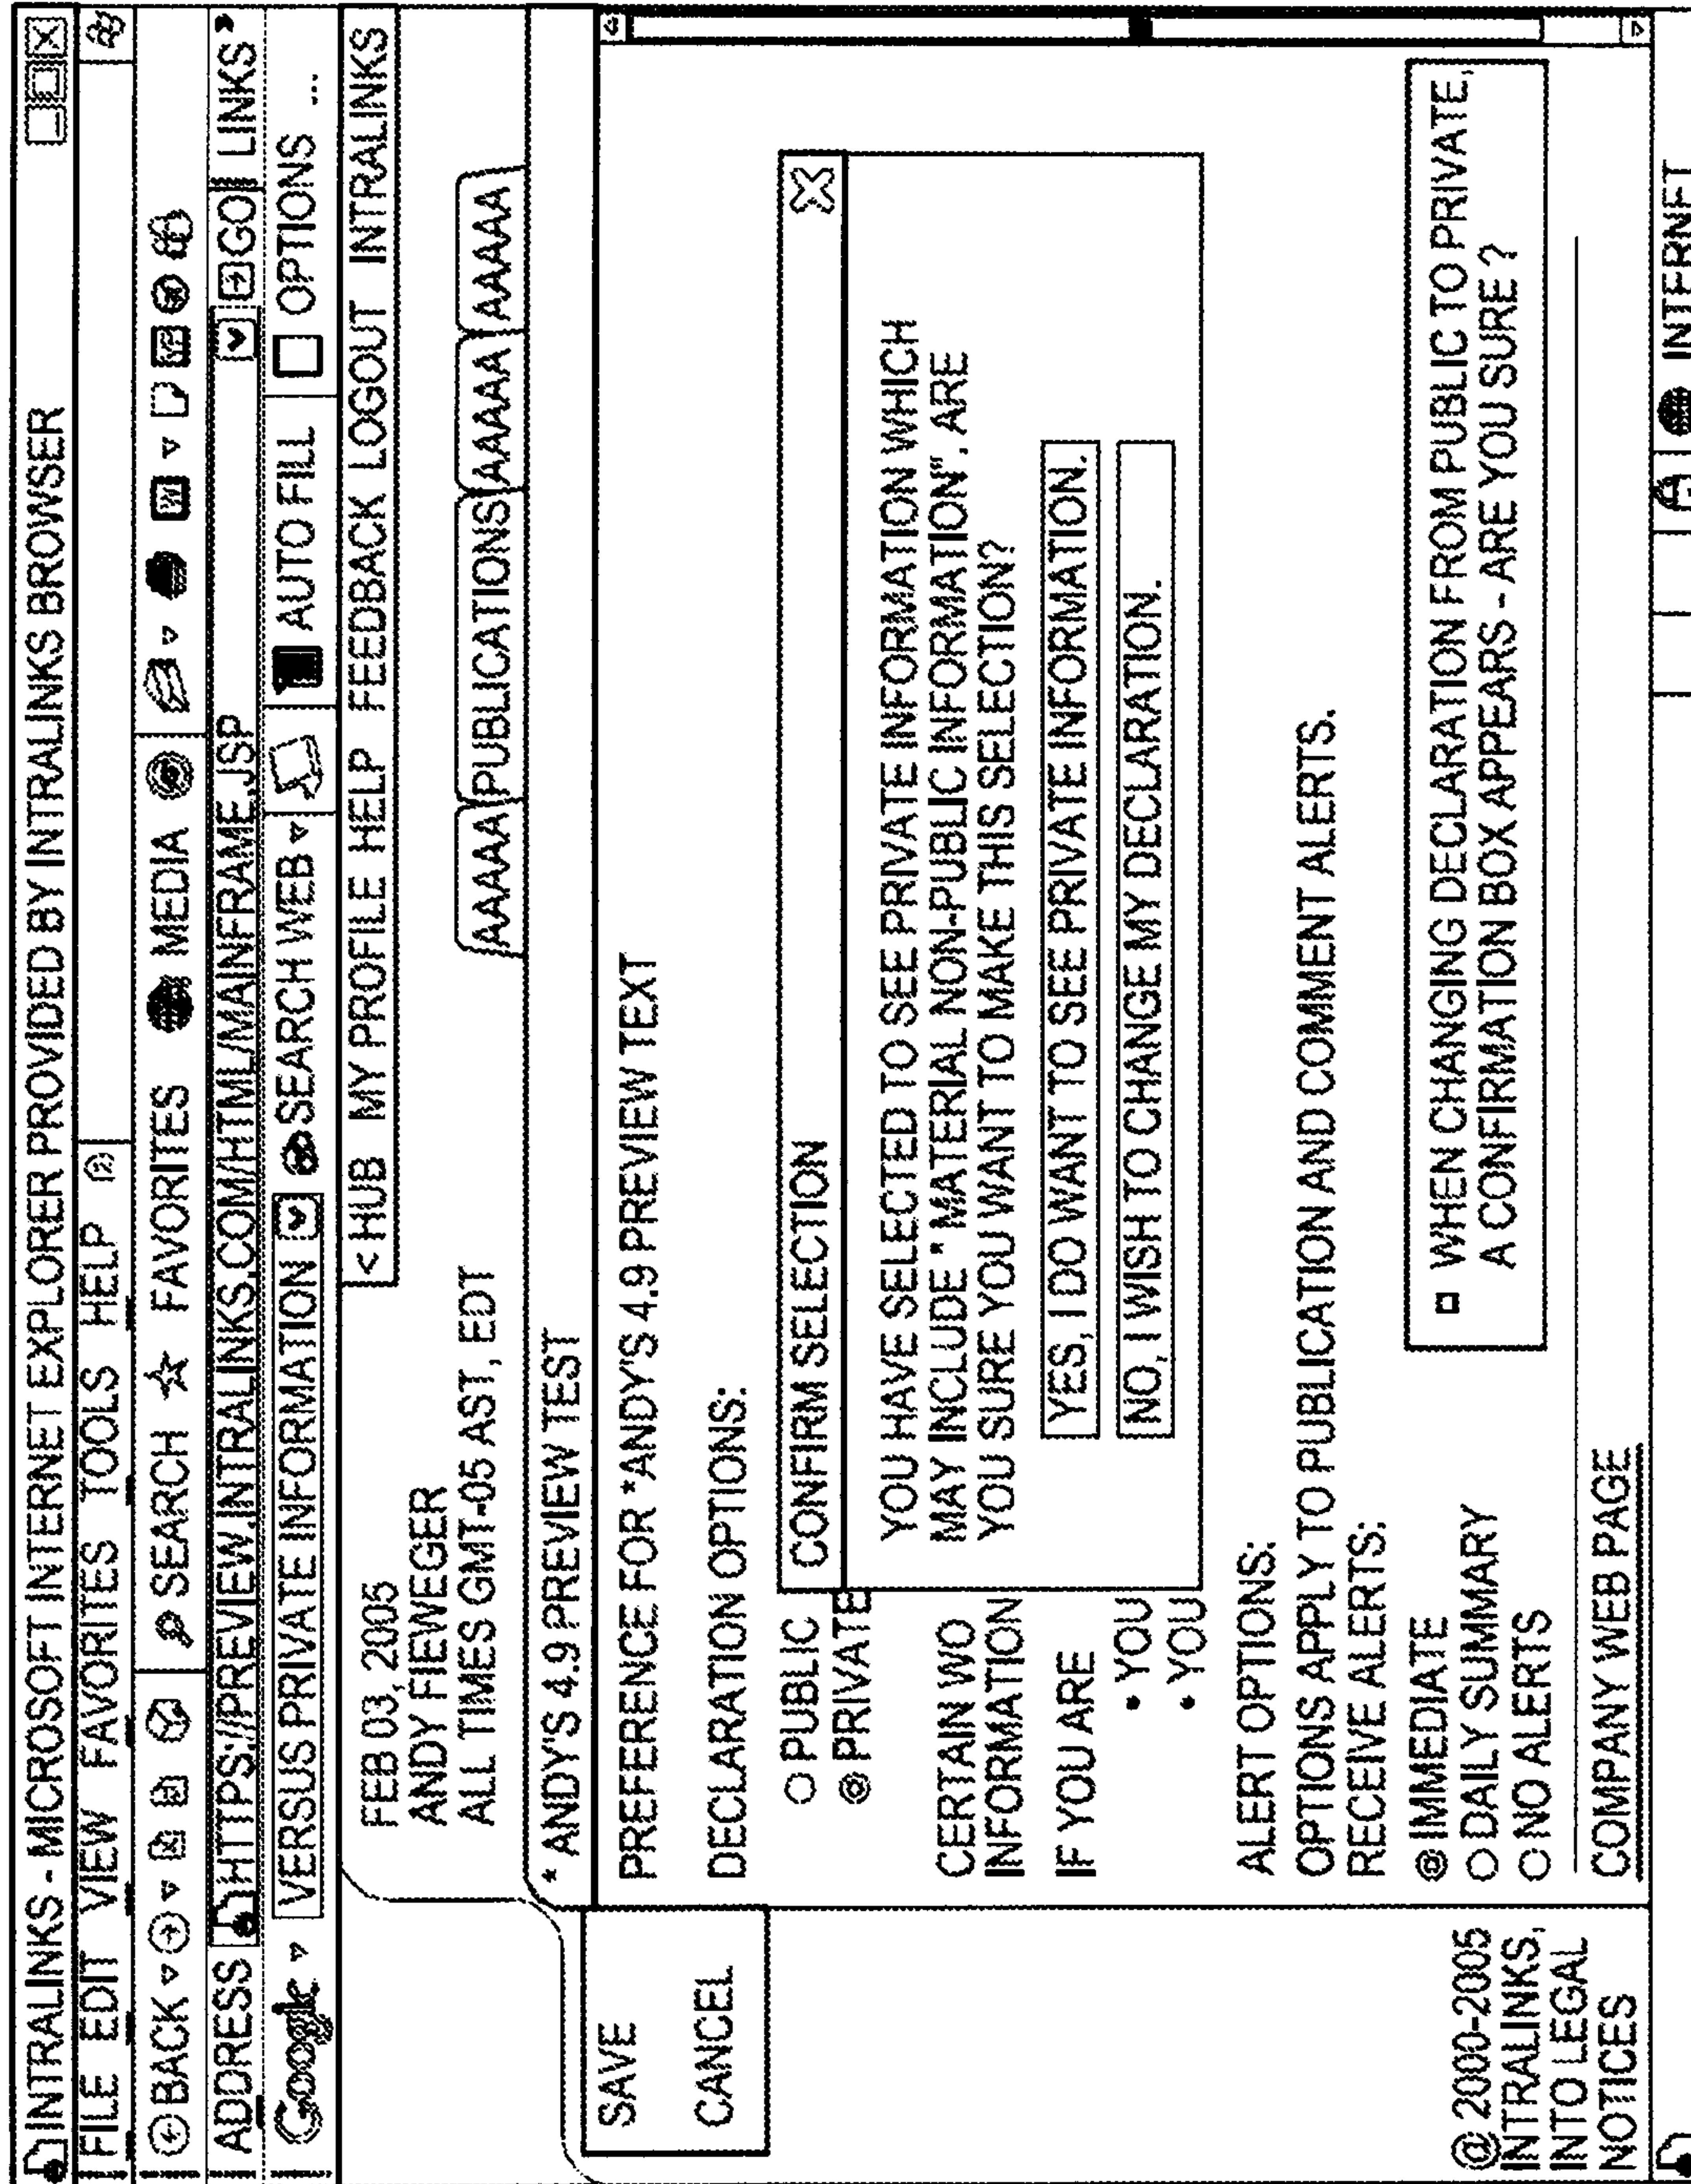 INTRALINKS - MICROSOFT INTERNET EXPLORER PROVIDED BY INTRALINKS BROWSER
FILE EDIT VIEW FAVORITES TOOLS HELP
BACK SEARCH FAVORITES MEDIA
ADDRESS HTTPS://PREVIEW.INTRALINKS.COM/HTML/MAINFRAME.JSP GO LINKS »
Google VERSUS PRIVATE INFORMATION SEARCH WEB AUTO FILL OPTIONS ...
< HUB MY PROFILE HELP FEEDBACK LOGOUT INTRALINKS
FEB 03, 2005
ANDY FIEWEGER
ALL TIMES GMT-05 AST, EDT
AAAAA PUBLICATIONS AAAAA AAAAA
* ANDY'S 4.9 PREVIEW TEST
SAVE
CANCEL
PREFERENCE FOR *ANDY'S 4.9 PREVIEW TEXT
DECLARATION OPTIONS:
PUBLIC
PRIVATE
CERTAIN WO
INFORMATION
IF YOU ARE
• YOU
• YOU
CONFIRM SELECTION
YOU HAVE SELECTED TO SEE PRIVATE INFORMATION WHICH
MAY INCLUDE "MATERIAL NON-PUBLIC INFORMATION". ARE
YOU SURE YOU WANT TO MAKE THIS SELECTION?
YES, I DO WANT TO SEE PRIVATE INFORMATION.
NO, I WISH TO CHANGE MY DECLARATION.
ALERT OPTIONS:
OPTIONS APPLY TO PUBLICATION AND COMMENT ALERTS.
RECEIVE ALERTS:
IMMEDIATE
DAILY SUMMARY
NO ALERTS
WHEN CHANGING DECLARATION FROM PUBLIC TO PRIVATE,
A CONFIRMATION BOX APPEARS - ARE YOU SURE ?
COMPANY WEB PAGE
@ 2000-2005
INTRALINKS,
INTO LEGAL
NOTICES
INTERNET